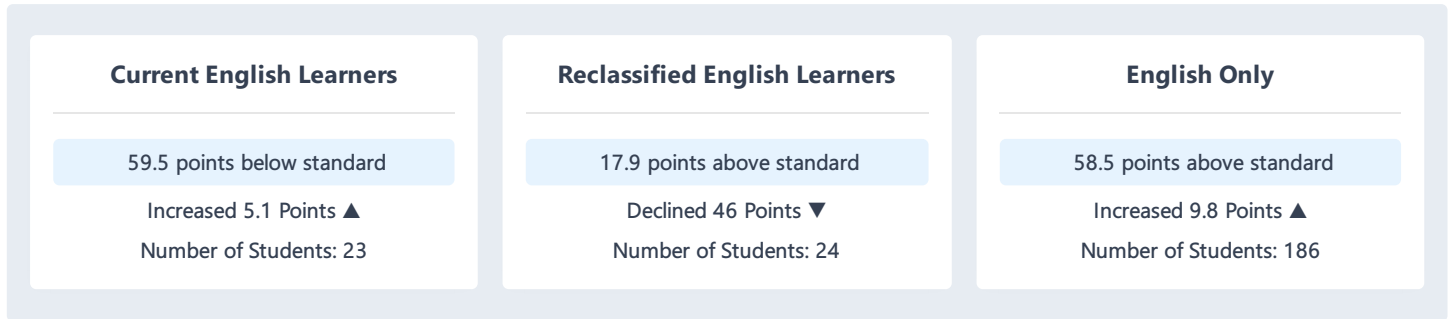 Current English Learners
59.5 points below standard
Increased 5.1 Points ▲
Number of Students: 23
Reclassified English Learners
17.9 points above standard
Declined 46 Points ▼
Number of Students: 24
English Only
58.5 points above standard
Increased 9.8 Points ▲
Number of Students: 186